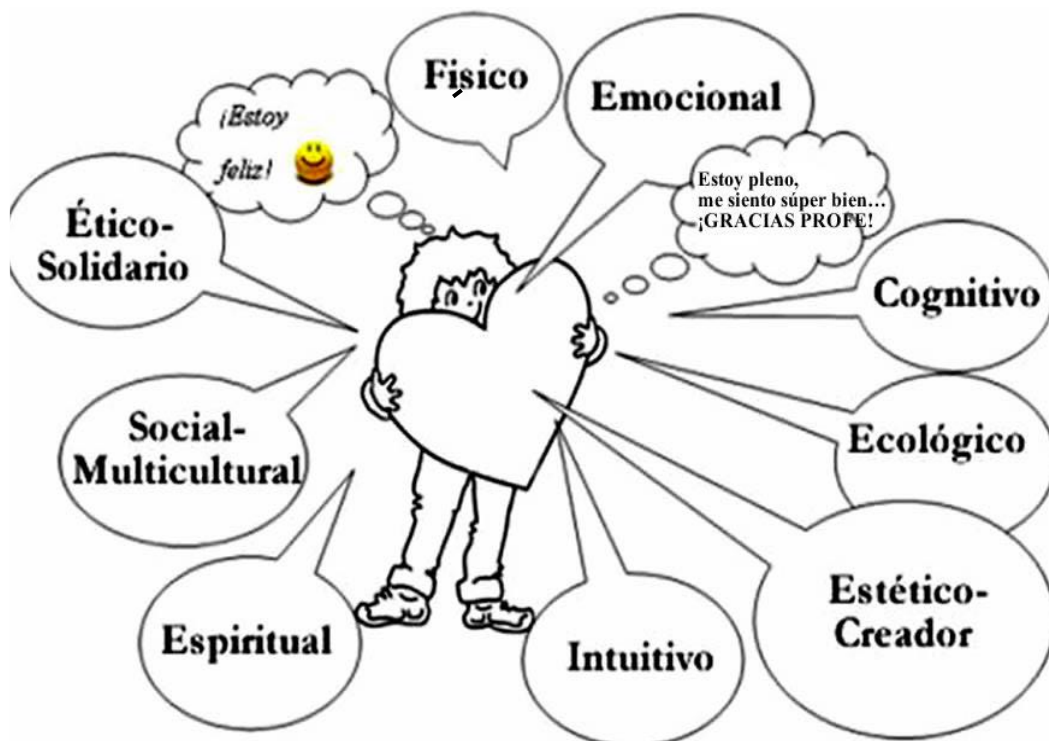 Físico
Emocional
¡Estoy
feliz!
Estoy pleno,
me siento súper bien...
¡GRACIAS PROFE!
Ético-
Solidario
Cognitivo
Social-
Multicultural
Ecológico
Estético-
Creador
Espiritual
Intuitivo